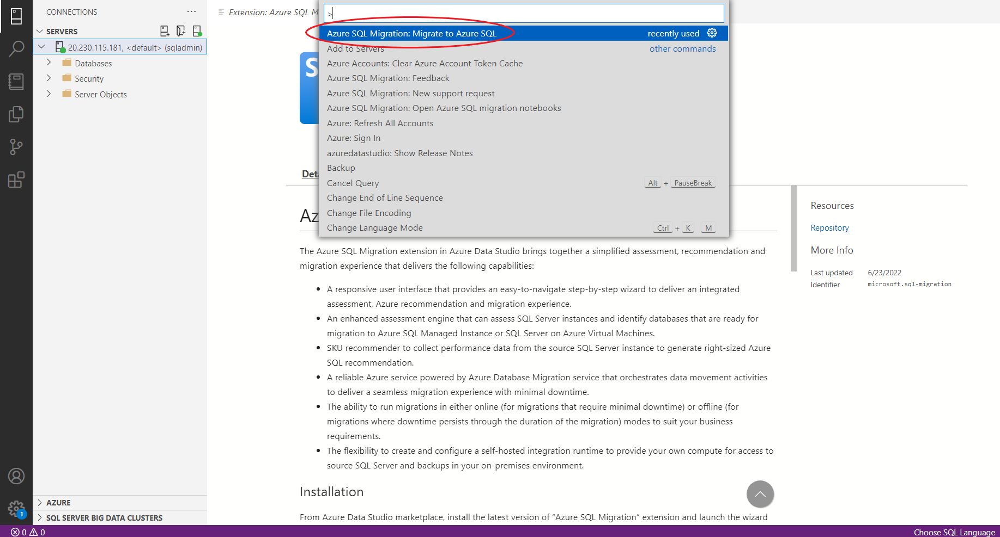 CONNECTIONS
SERVERS
20.230.115.181, <default> (sqladmin)
Databases
Security
Server Objects
AZURE
SQL SERVER BIG DATA CLUSTERS
Extension: Azure SQL M
>
Azure SQL Migration: Migrate to Azure SQL recently used
Add to Servers other commands
Azure Accounts: Clear Azure Account Token Cache
Azure SQL Migration: Feedback
Azure SQL Migration: New support request
Azure SQL Migration: Open Azure SQL migration notebooks
Azure: Refresh All Accounts
Azure: Sign In
azuredatastudio: Show Release Notes
Backup
Cancel Query Alt + PauseBreak
Change End of Line Sequence
Change File Encoding
Change Language Mode Ctrl + K M
S
Det
Az
The Azure SQL Migration extension in Azure Data Studio brings together a simplified assessment, recommendation and
migration experience that delivers the following capabilities:
• A responsive user interface that provides an easy-to-navigate step-by-step wizard to deliver an integrated
assessment, Azure recommendation and migration experience.
• An enhanced assessment engine that can assess SQL Server instances and identify databases that are ready for
migration to Azure SQL Managed Instance or SQL Server on Azure Virtual Machines.
• SKU recommender to collect performance data from the source SQL Server instance to generate right-sized Azure
SQL recommendation.
• A reliable Azure service powered by Azure Database Migration service that orchestrates data movement activities
to deliver a seamless migration experience with minimal downtime.
• The ability to run migrations in either online (for migrations that require minimal downtime) or offline (for
migrations where downtime persists through the duration of the migration) modes to suit your business
requirements.
• The flexibility to create and configure a self-hosted integration runtime to provide your own compute for access to
source SQL Server and backups in your on-premises environment.
Installation
From Azure Data Studio marketplace, install the latest version of “Azure SQL Migration” extension and launch the wizard
Resources
Repository
More Info
Last updated 6/23/2022
Identifier microsoft.sql-migration
1
0 0
Choose SQL Language